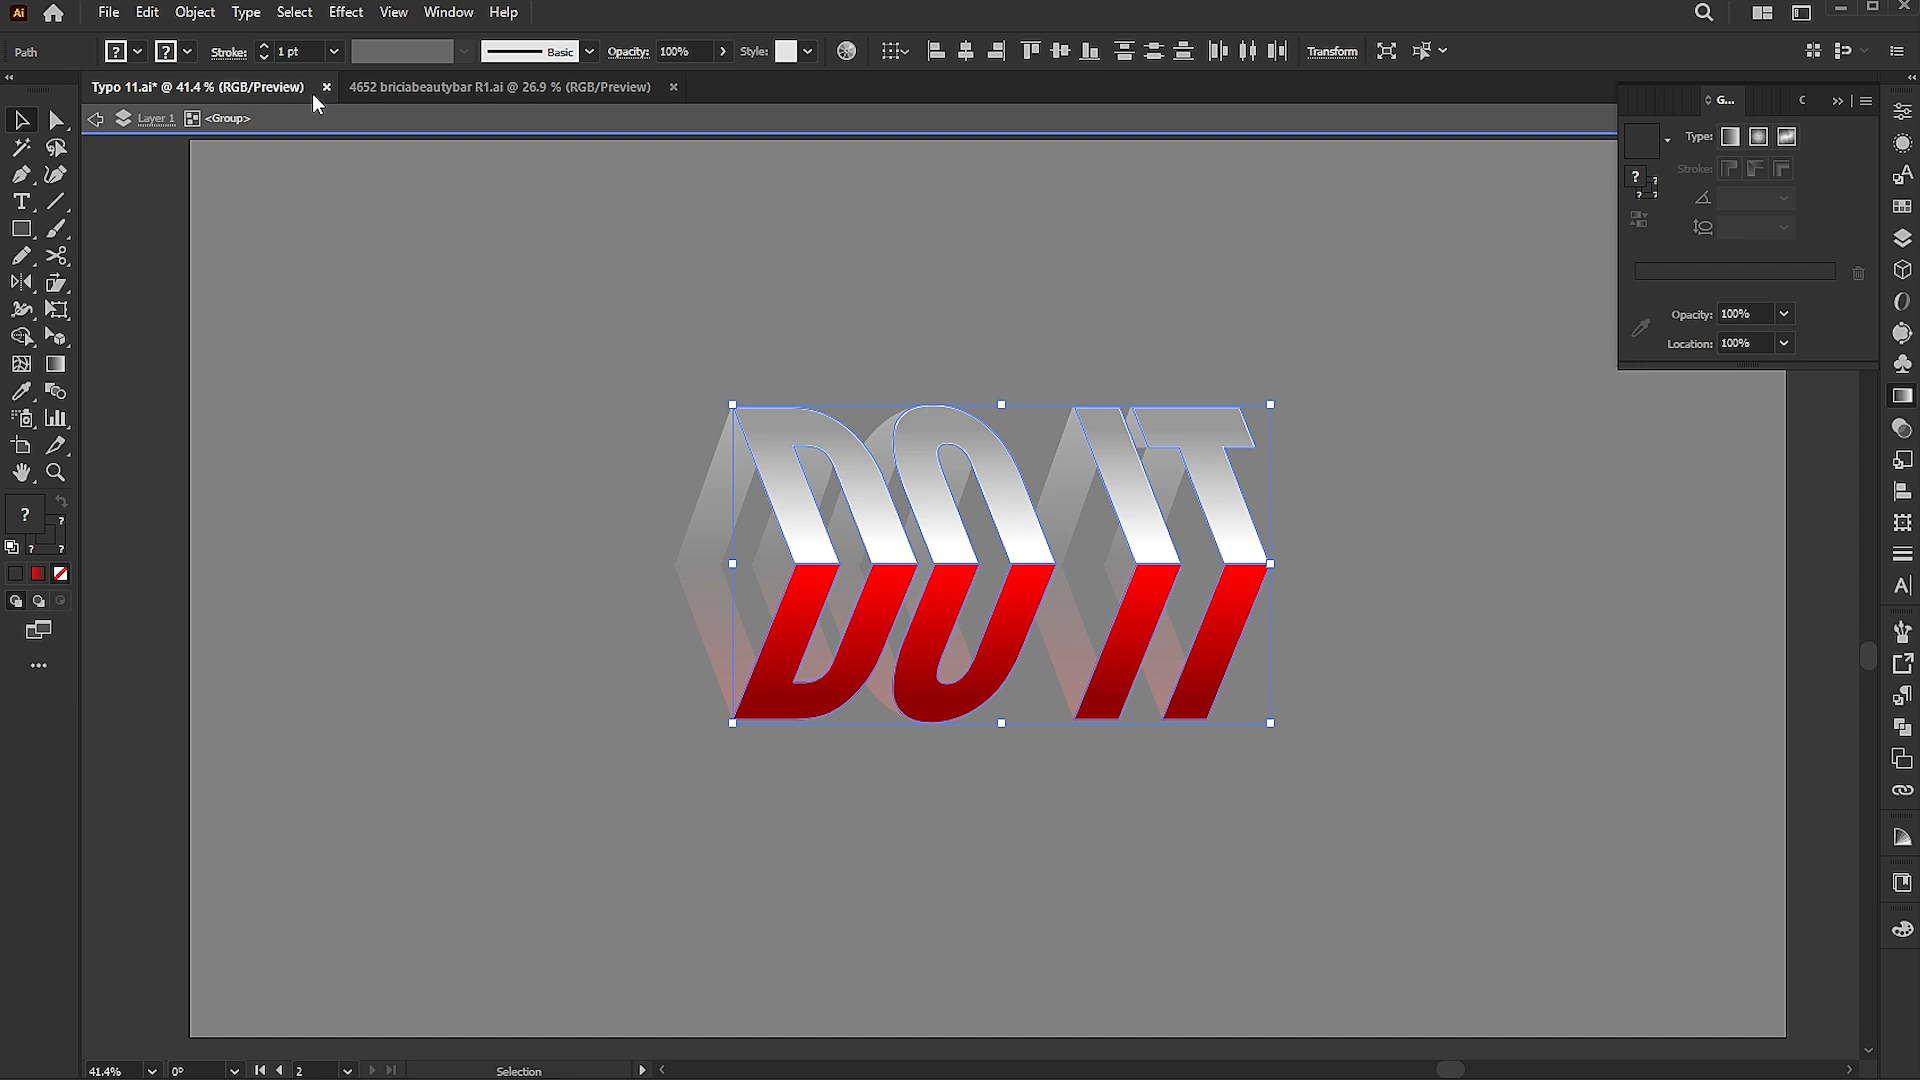 Ai File Edit Object Type Select Effect View Window Help
Path ? ? Stroke: 1 pt Basic Opacity: 100% Style: Transform
Typo 11.ai* @ 41.4 % (RGB/Preview) × 4652 briciabeautybar R1.ai @ 26.9 % (RGB/Preview) ×
Layer 1 <Group>
G...
Type:
Stroke:
?
Opacity: 100%
Location: 100%
?
DO IT
41.4% 0° 2 Selection